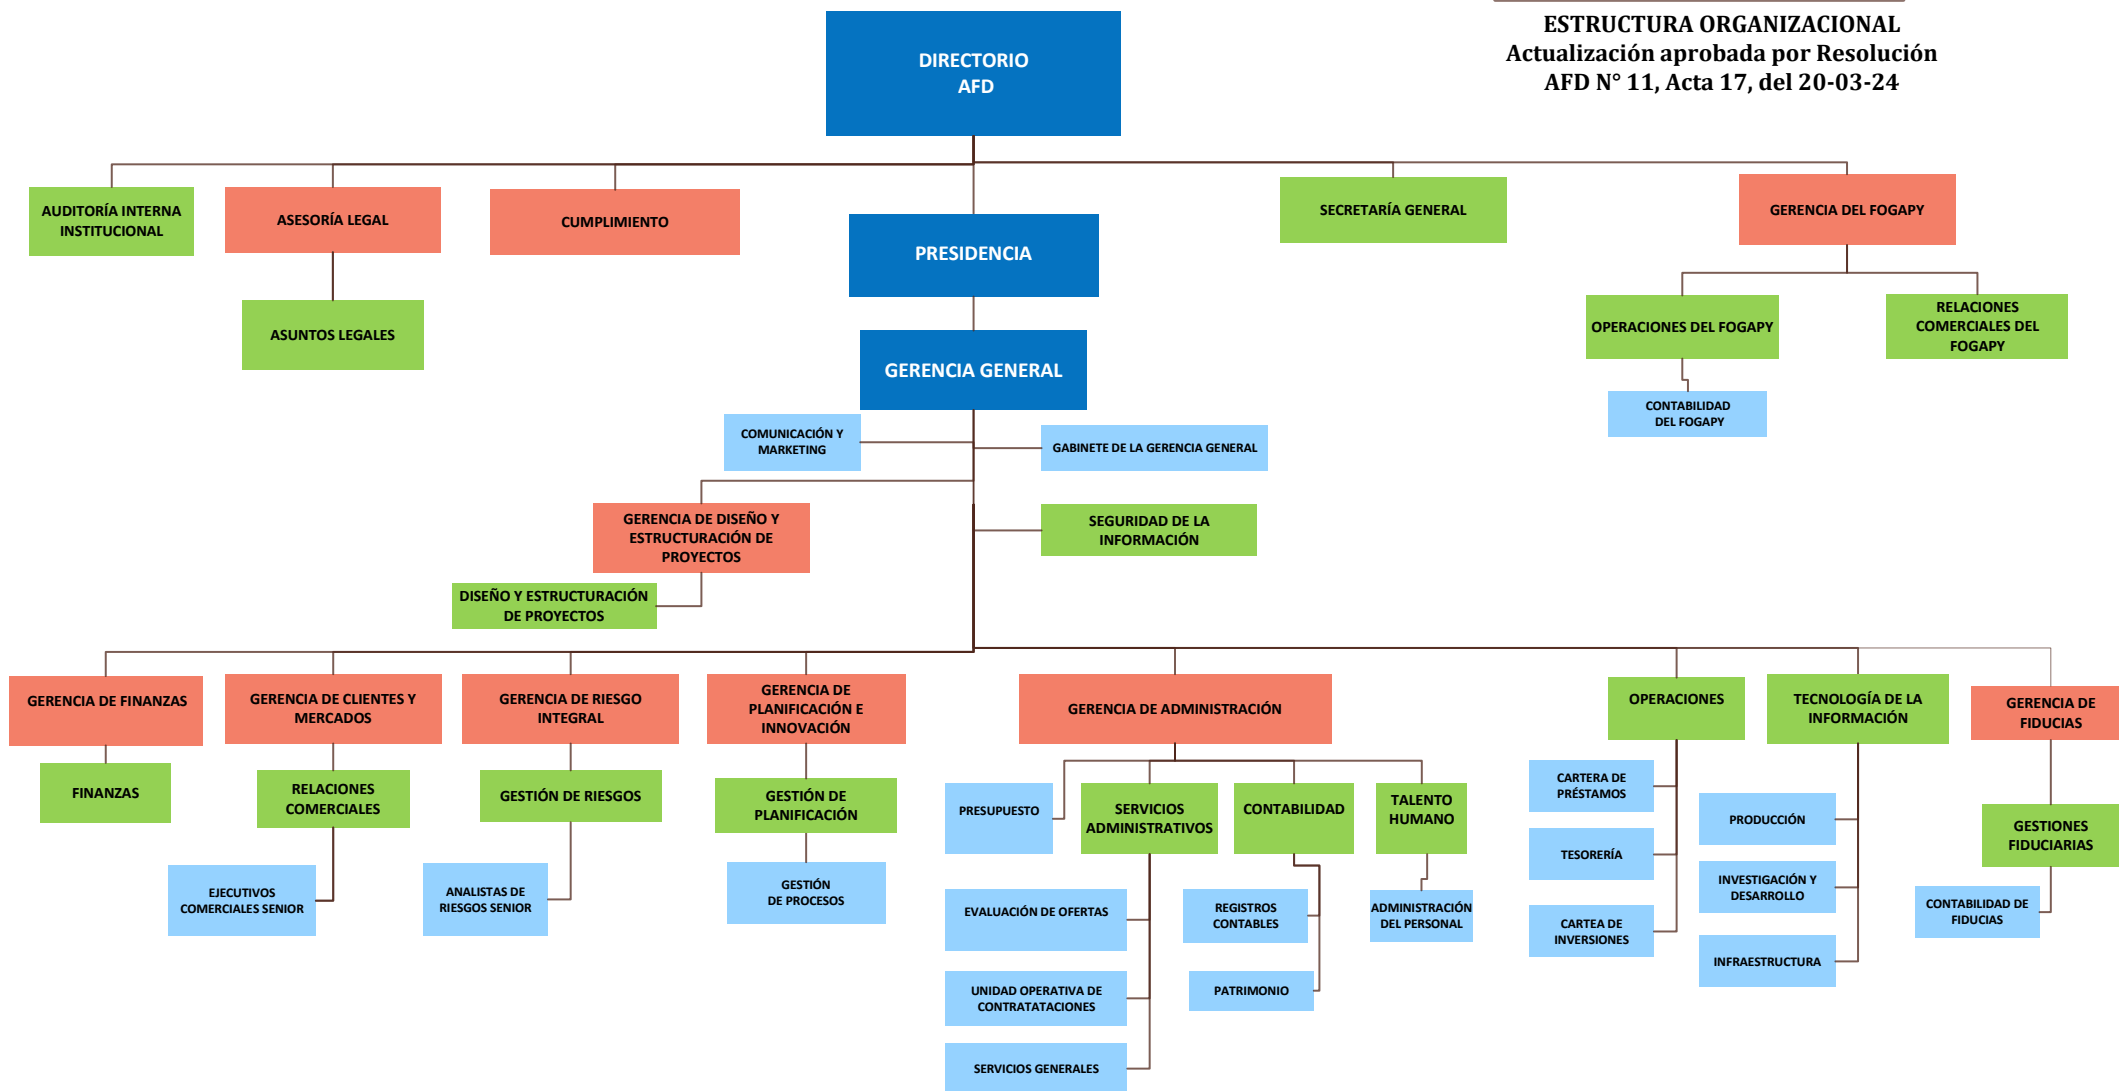 ESTRUCTURA ORGANIZACIONAL
Actualización aprobada por Resolución
AFD N° 11, Acta 17, del 20-03-24
DIRECTORIO
AFD
AUDITORÍA INTERNA
INSTITUCIONAL
ASESORÍA LEGAL
CUMPLIMIENTO
SECRETARÍA GENERAL
GERENCIA DEL FOGAPY
PRESIDENCIA
ASUNTOS LEGALES
OPERACIONES DEL FOGAPY
RELACIONES
COMERCIALES DEL
FOGAPY
GERENCIA GENERAL
CONTABILIDAD
DEL FOGAPY
COMUNICACIÓN Y
MARKETING
GABINETE DE LA GERENCIA GENERAL
GERENCIA DE DISEÑO Y
ESTRUCTURACIÓN DE
PROYECTOS
SEGURIDAD DE LA
INFORMACIÓN
DISEÑO Y ESTRUCTURACIÓN
DE PROYECTOS
GERENCIA DE FINANZAS
GERENCIA DE CLIENTES Y
MERCADOS
GERENCIA DE RIESGO
INTEGRAL
GERENCIA DE
PLANIFICACIÓN E
INNOVACIÓN
GERENCIA DE ADMINISTRACIÓN
OPERACIONES
TECNOLOGÍA DE LA
INFORMACIÓN
GERENCIA DE
FIDUCIAS
FINANZAS
RELACIONES
COMERCIALES
GESTIÓN DE RIESGOS
GESTIÓN DE
PLANIFICACIÓN
PRESUPUESTO
SERVICIOS
ADMINISTRATIVOS
CONTABILIDAD
TALENTO
HUMANO
CARTERA DE
PRÉSTAMOS
PRODUCCIÓN
GESTIONES
FIDUCIARIAS
TESORERÍA
EJECUTIVOS
COMERCIALES SENIOR
ANALISTAS DE
RIESGOS SENIOR
GESTIÓN
DE PROCESOS
EVALUACIÓN DE OFERTAS
REGISTROS
CONTABLES
ADMINISTRACIÓN
DEL PERSONAL
CARTEA DE
INVERSIONES
INVESTIGACIÓN Y
DESARROLLO
CONTABILIDAD DE
FIDUCIAS
INFRAESTRUCTURA
UNIDAD OPERATIVA DE
CONTRATATACIONES
PATRIMONIO
SERVICIOS GENERALES